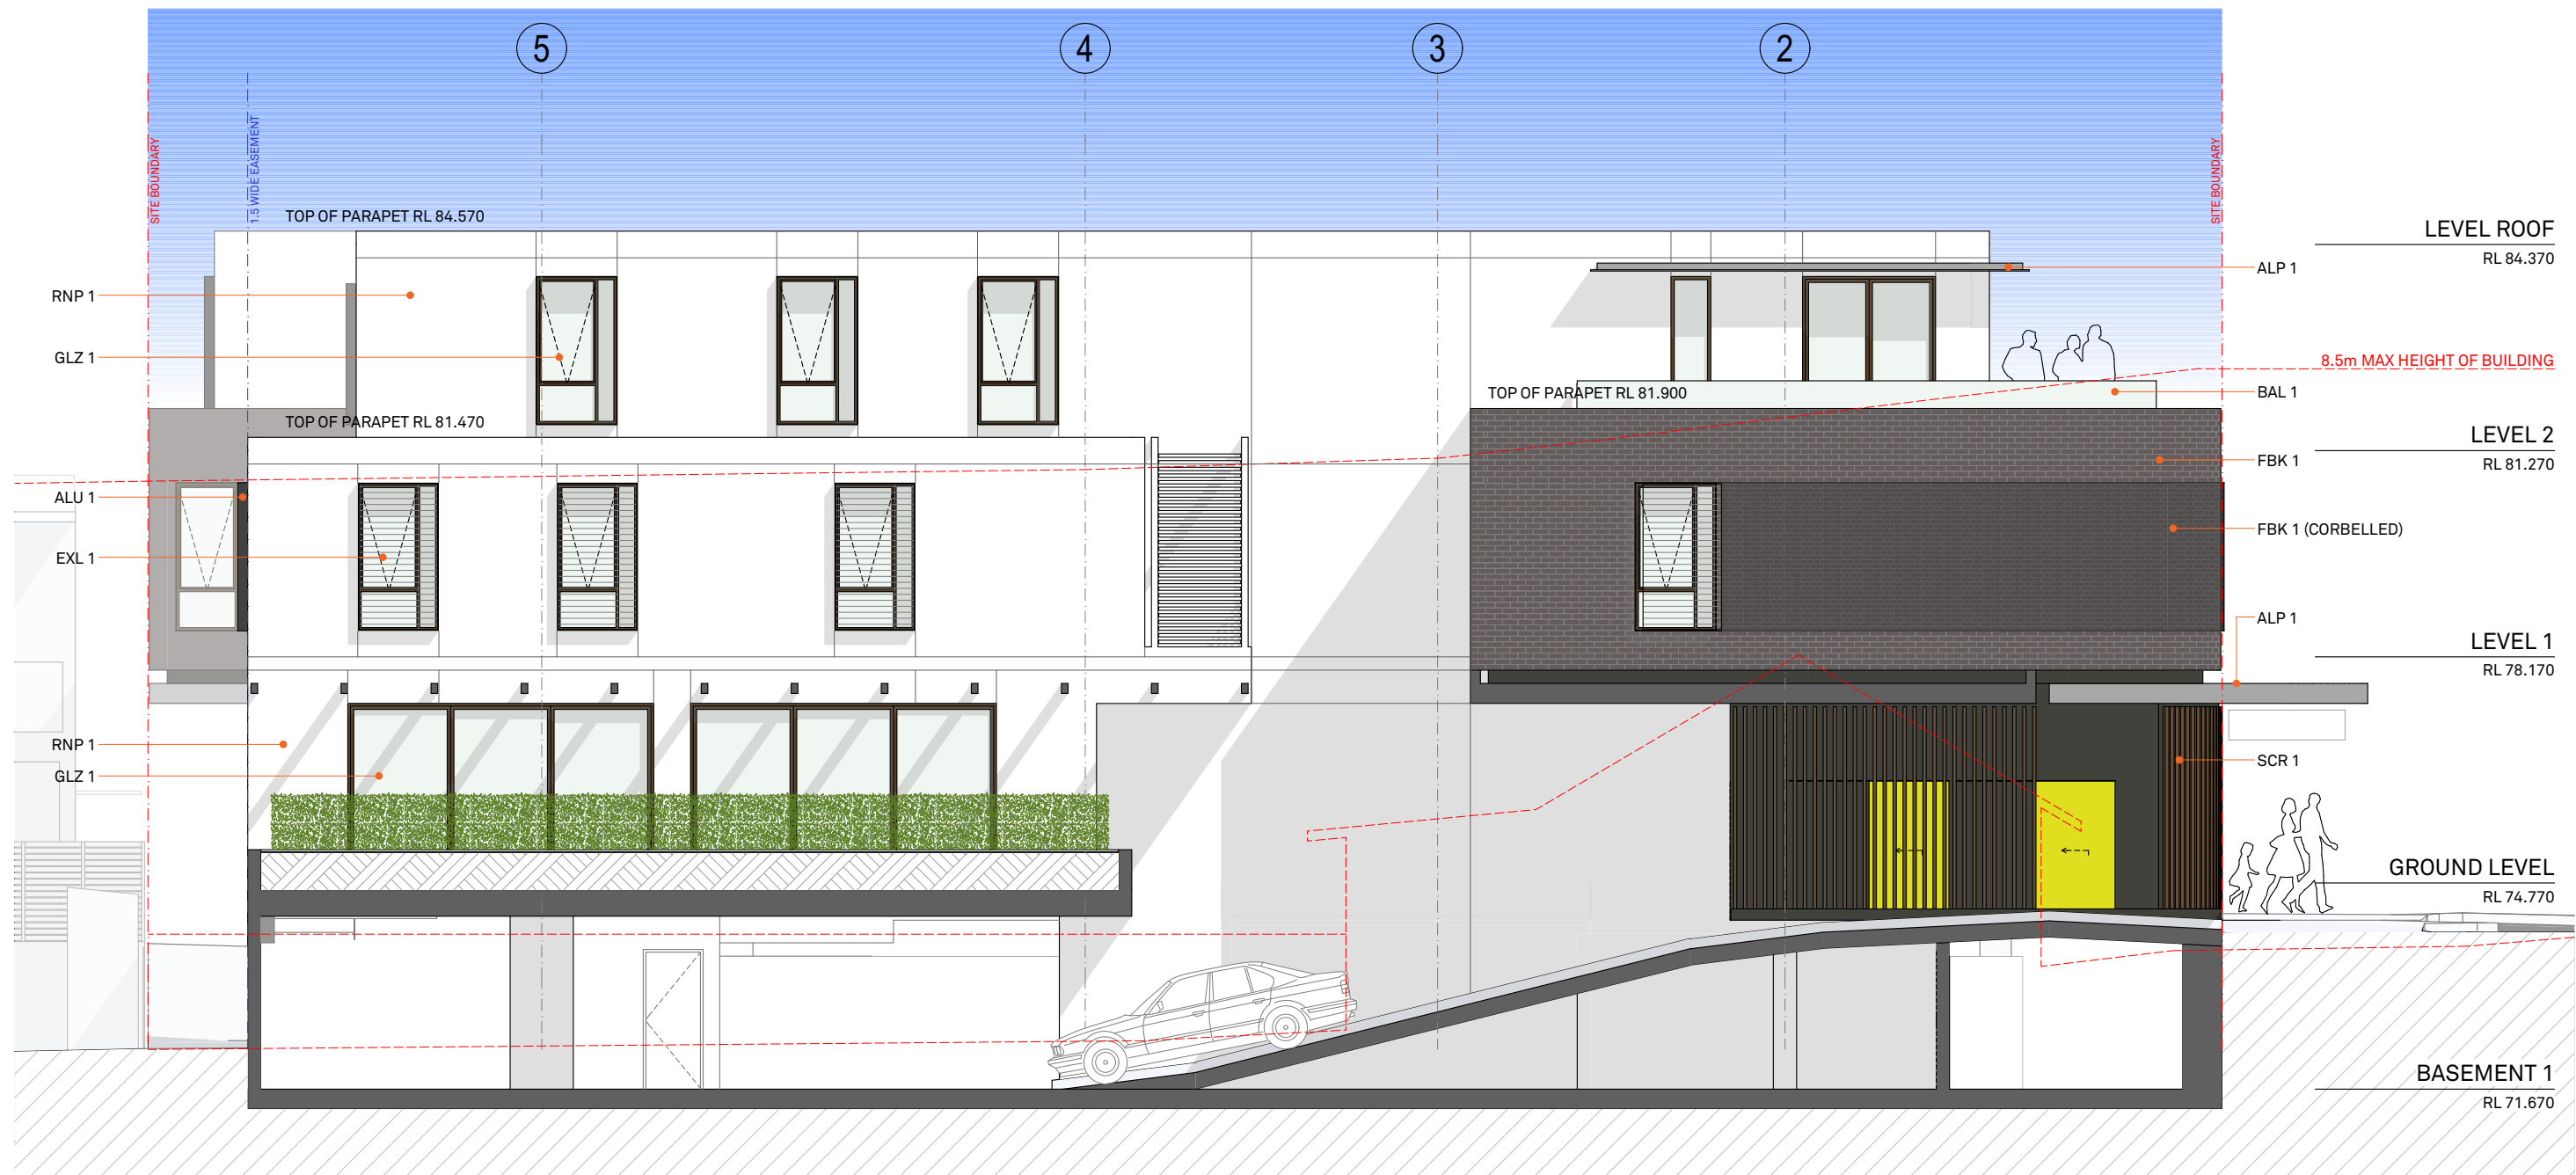 5
4
3
2
SITE BOUNDARY
1.5 WIDE EASEMENT
SITE BOUNDARY
TOP OF PARAPET RL 84.570
LEVEL ROOF
RL 84.370
ALP 1
RNP 1
GLZ 1
8.5m MAX HEIGHT OF BUILDING
TOP OF PARAPET RL 81.900
BAL 1
TOP OF PARAPET RL 81.470
LEVEL 2
RL 81.270
FBK 1
ALU 1
FBK 1 (CORBELLED)
EXL 1
ALP 1
LEVEL 1
RL 78.170
RNP 1
GLZ 1
SCR 1
GROUND LEVEL
RL 74.770
BASEMENT 1
RL 71.670